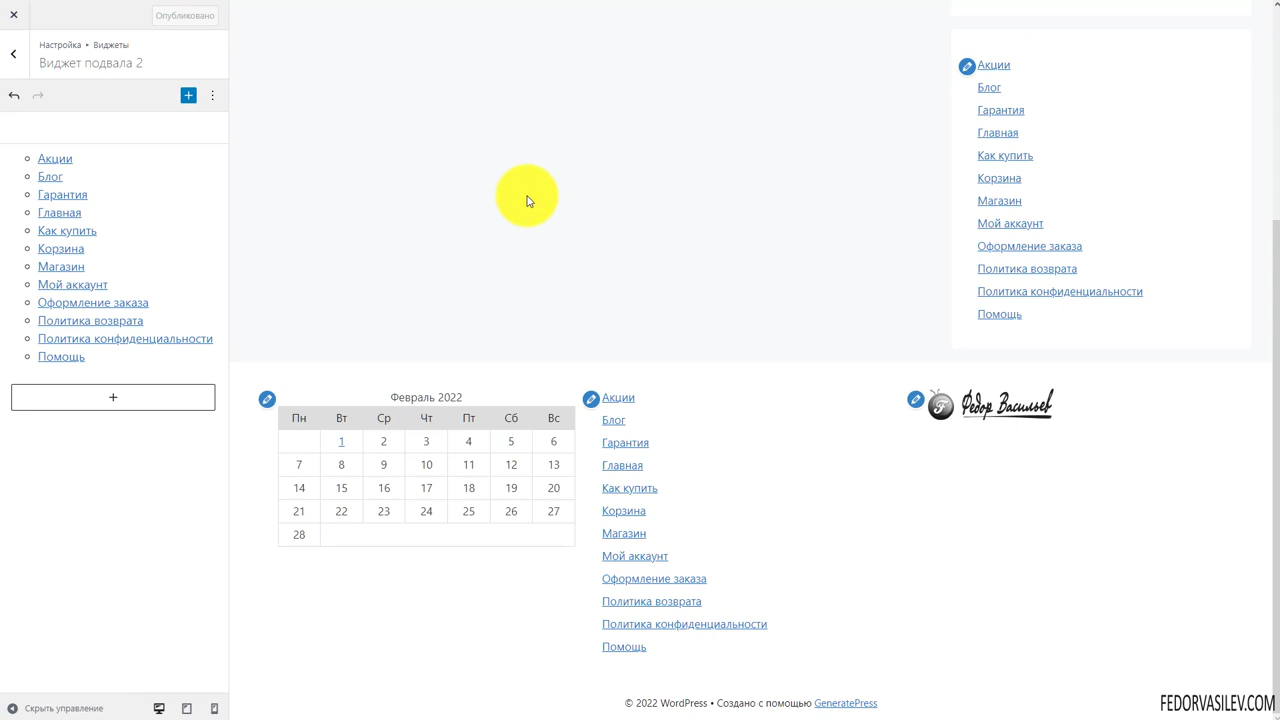 Опубликовано
Настройка ▸ Виджеты
Виджет подвала 2
Акции
Блог
Гарантия
Главная
Как купить
Корзина
Магазин
Мой аккаунт
Оформление заказа
Политика возврата
Политика конфиденциальности
Помощь
Скрыть управление
Акции
Блог
Гарантия
Главная
Как купить
Корзина
Магазин
Мой аккаунт
Оформление заказа
Политика возврата
Политика конфиденциальности
Помощь
Февраль 2022
Пн Вт Ср Чт Пт Сб Вс
1 2 3 4 5 6
7 8 9 10 11 12 13
14 15 16 17 18 19 20
21 22 23 24 25 26 27
28
Акции
Блог
Гарантия
Главная
Как купить
Корзина
Магазин
Мой аккаунт
Оформление заказа
Политика возврата
Политика конфиденциальности
Помощь
Федор Васильев
© 2022 WordPress • Создано с помощью GeneratePress
FEDORVASILEV.COM